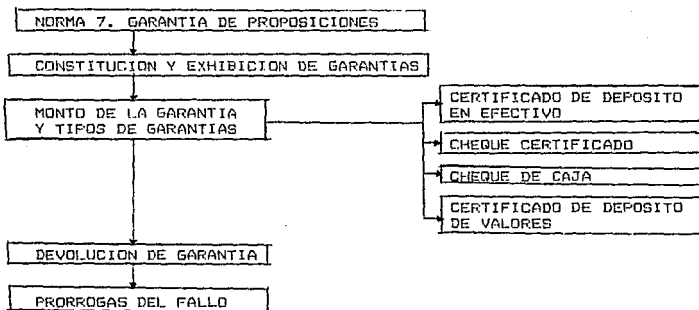 NORMA 7. GARANTIA DE PROPOSICIONES
CONSTITUCION Y EXHIBICION DE GARANTIAS
MONTO DE LA GARANTIA
Y TIPOS DE GARANTIAS
CERTIFICADO DE DEPOSITO
EN EFECTIVO
CHEQUE CERTIFICADO
CHEQUE DE CAJA
CERTIFICADO DE DEPOSITO
DE VALORES
DEVOLUCION DE GARANTIA
PRORROGAS DEL FALLO